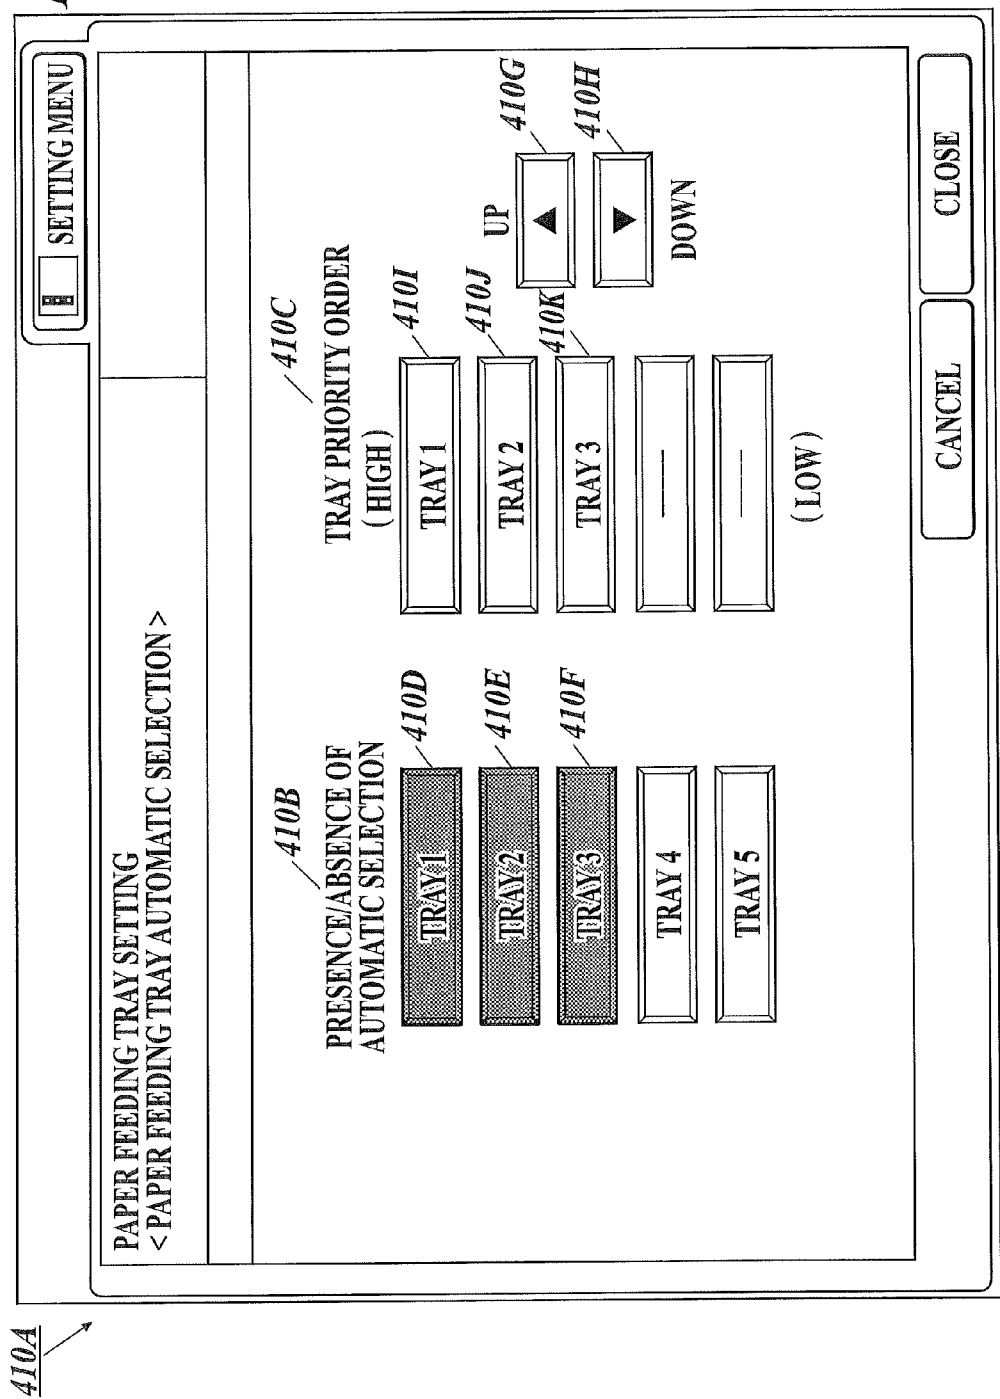 410A
SETTING MENU
PAPER FEEDING TRAY SETTING
<PAPER FEEDING TRAY AUTOMATIC SELECTION>
410B
PRESENCE/ABSENCE OF
AUTOMATIC SELECTION
TRAY 1
410D
TRAY 2
410E
TRAY 3
410F
TRAY 4
TRAY 5
410C
TRAY PRIORITY ORDER
(HIGH)
TRAY 1
410I
TRAY 2
410J
TRAY 3
410K
(LOW)
UP
410G
410H
DOWN
CANCEL
CLOSE